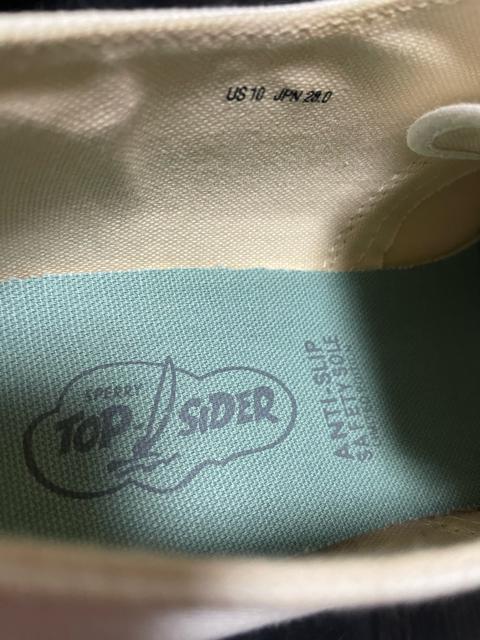 US 10 JPN 28.0
SPERRY
TOP-SIDER
ANTI-SLIP
SAFETY SOLE